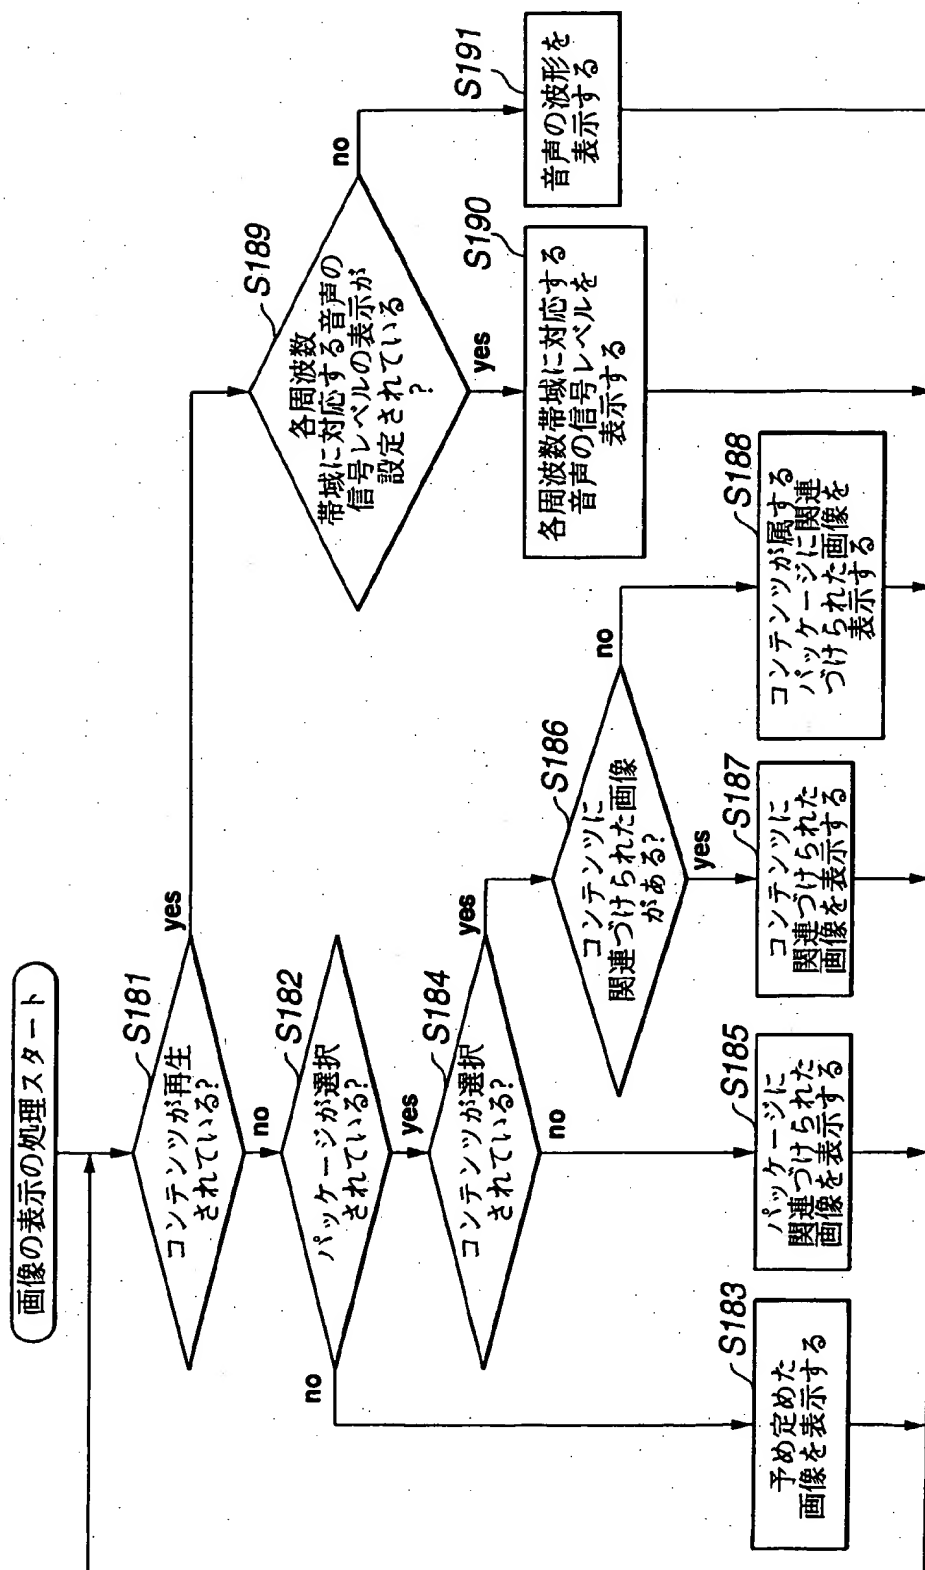 画像の表示の処理スタート
S181
コンテンツが再生
されている?
yes
no
S182
パッケージが選択
されている?
no
yes
S183
予め定めた
画像を表示する
S184
コンテンツが選択
されている?
yes
no
S185
パッケージに
関連づけられた
画像を表示する
S186
コンテンツに
関連づけられた画像
がある?
no
yes
S187
コンテンツに
関連づけられた
画像を表示する
S188
コンテンツが属する
パッケージに関連
づけられた画像を
表示する
S189
各周波数
帯域に対応する音声の
信号レベルの表示が
設定されている
?
no
yes
S190
各周波数帯域に対応する
音声の信号レベルを
表示する
S191
音声の波形を
表示する